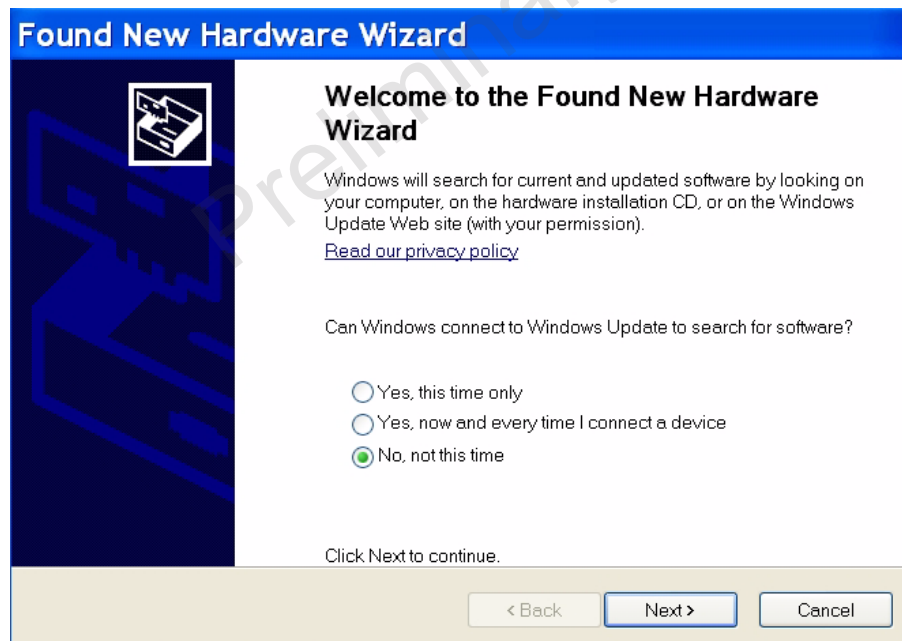 Found New Hardware Wizard
Welcome to the Found New Hardware
Wizard
Windows will search for current and updated software by looking on
your computer, on the hardware installation CD, or on the Windows
Update Web site (with your permission).
Read our privacy policy
Can Windows connect to Windows Update to search for software?
Yes, this time only
Yes, now and every time I connect a device
No, not this time
Click Next to continue.
< Back
Next >
Cancel